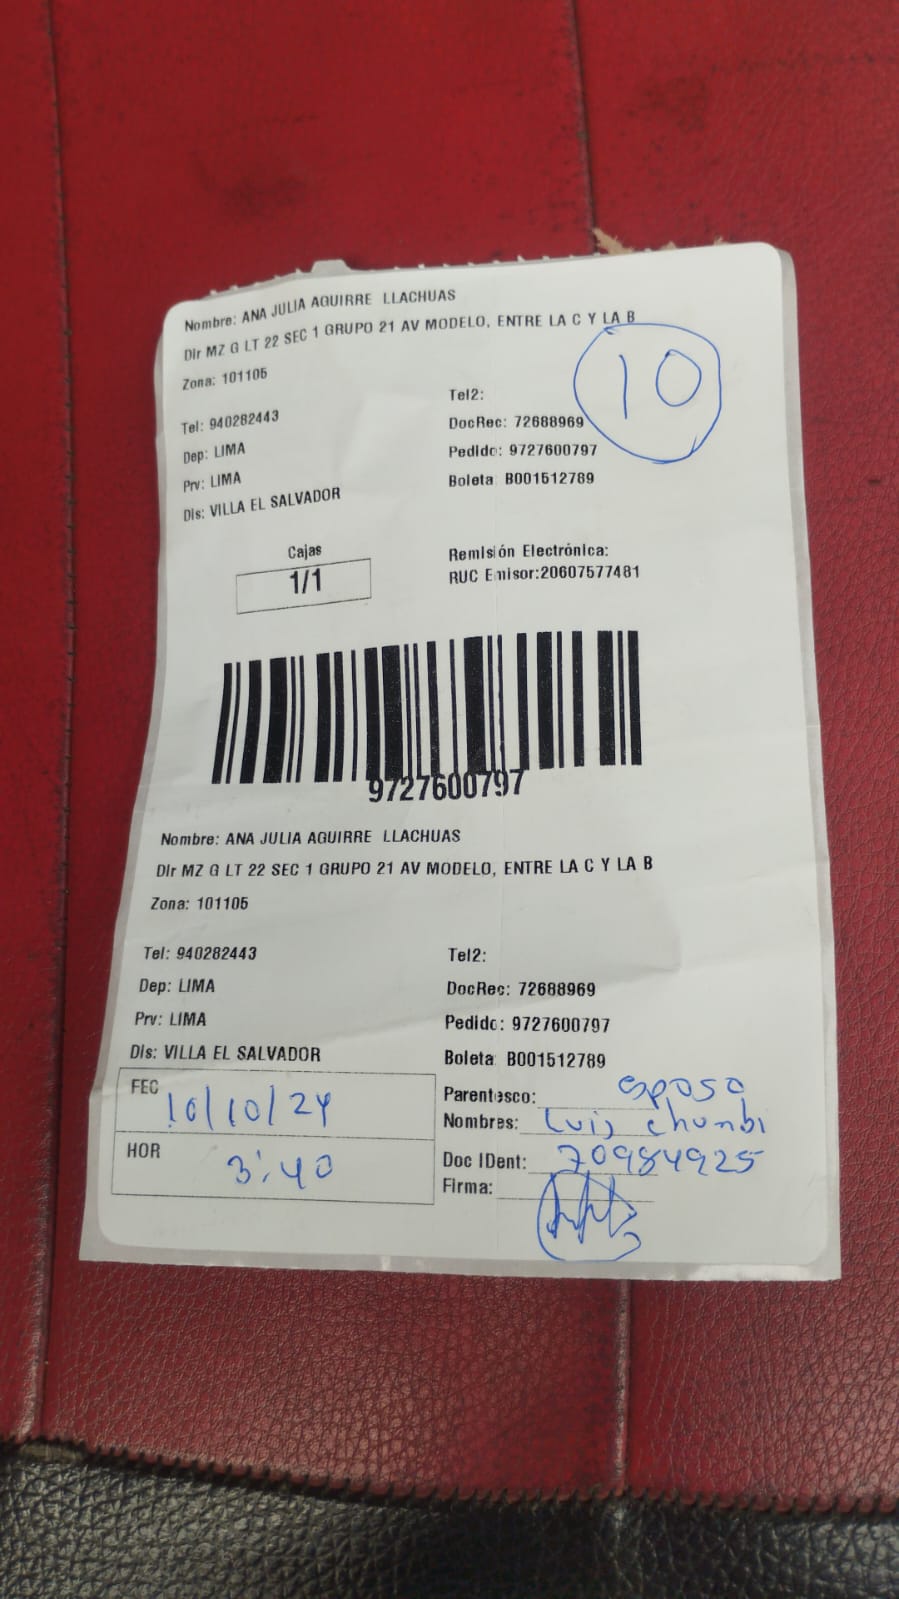 Nombre: ANA JULIA AGUIRRE LLACHUAS
Dir MZ G LT 22 SEC 1 GRUPO 21 AV MODELO, ENTRE LA C Y LA B
10
Zona: 101105
Tel: 940282443
Tel2:
Dep: LIMA
DocRec: 72688969
Prv: LIMA
Pedido: 9727600797
Dis: VILLA EL SALVADOR
Boleta: B001512789
Cajas
1/1
Remisión Electrónica:
RUC Emisor:20607577481
9727600797
Nombre: ANA JULIA AGUIRRE LLACHUAS
Dir MZ G LT 22 SEC 1 GRUPO 21 AV MODELO, ENTRE LA C Y LA B
Zona: 101105
Tel: 940282443
Tel2:
Dep: LIMA
DocRec: 72688969
Prv: LIMA
Pedido: 9727600797
Dis: VILLA EL SALVADOR
Boleta: B001512789
FEC 10/10/24
HOR 3:40
Parentesco: esposo
Nombres: Luis chumbi
Doc IDent: 70984925
Firma: